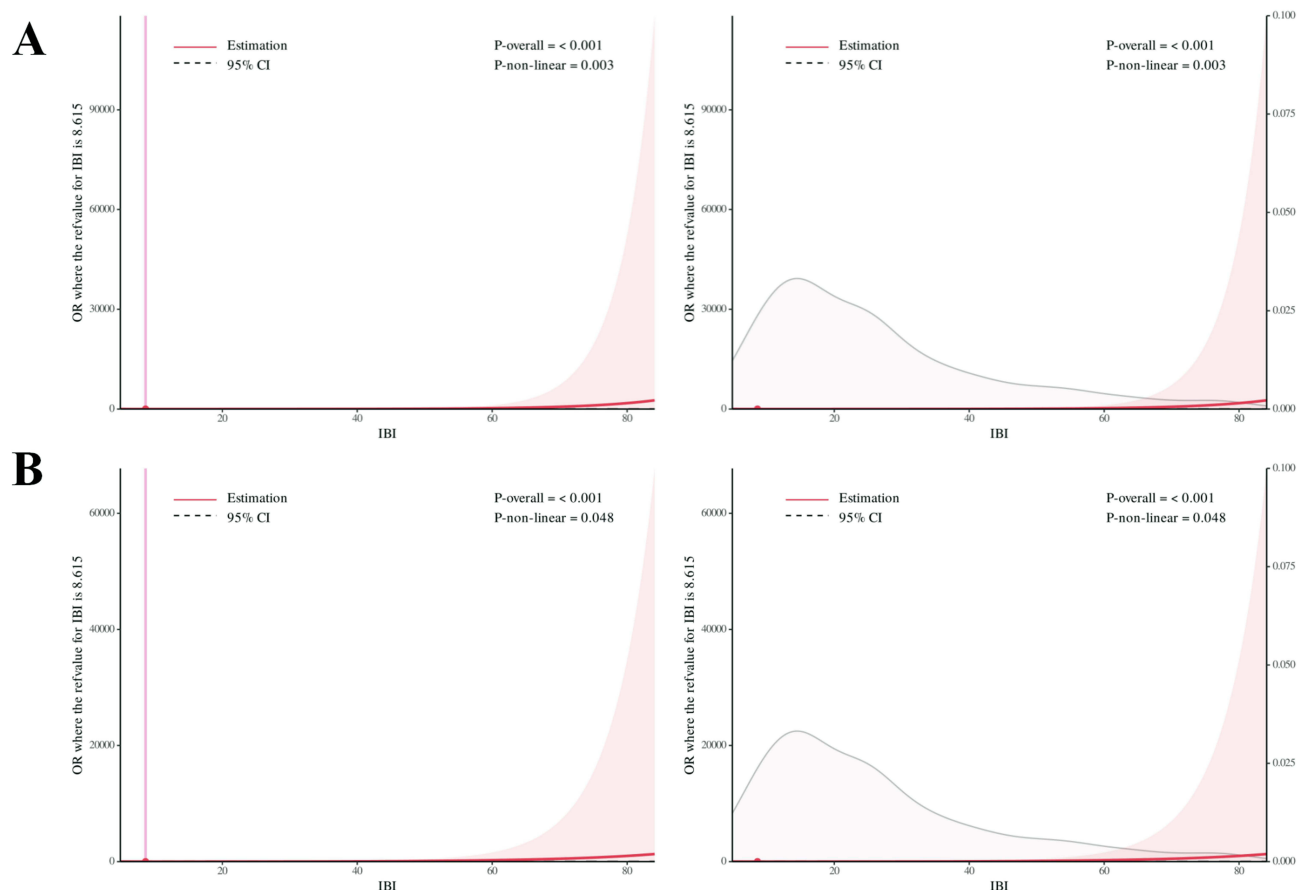 A
Estimation
95% CI
P-overall = < 0.001
P-non-linear = 0.003
OR where the refvalue for IBI is 8.615
90000
60000
30000
0
20
40
60
80
IBI
Estimation
95% CI
P-overall = < 0.001
P-non-linear = 0.003
OR where the refvalue for IBI is 8.615
90000
60000
30000
0
0.100
0.075
0.050
0.025
0.000
20
40
60
80
IBI
B
Estimation
95% CI
P-overall = < 0.001
P-non-linear = 0.048
OR where the refvalue for IBI is 8.615
60000
40000
20000
0
20
40
60
80
IBI
Estimation
95% CI
P-overall = < 0.001
P-non-linear = 0.048
OR where the refvalue for IBI is 8.615
60000
40000
20000
0
0.100
0.075
0.050
0.025
0.000
20
40
60
80
IBI